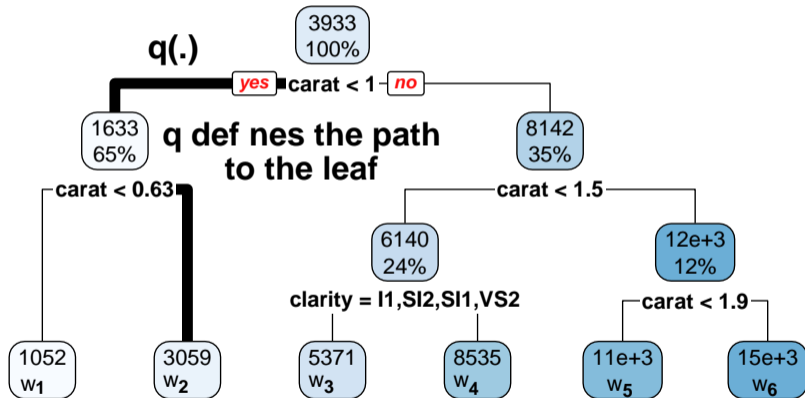 3933
100%
q(.)
yes carat < 1 no
1633
65%
q def nes the path
to the leaf
8142
35%
carat < 0.63
carat < 1.5
6140
24%
12e+3
12%
clarity = I1,SI2,SI1,VS2
carat < 1.9
1052
w1
3059
w2
5371
w3
8535
w4
11e+3
w5
15e+3
w6